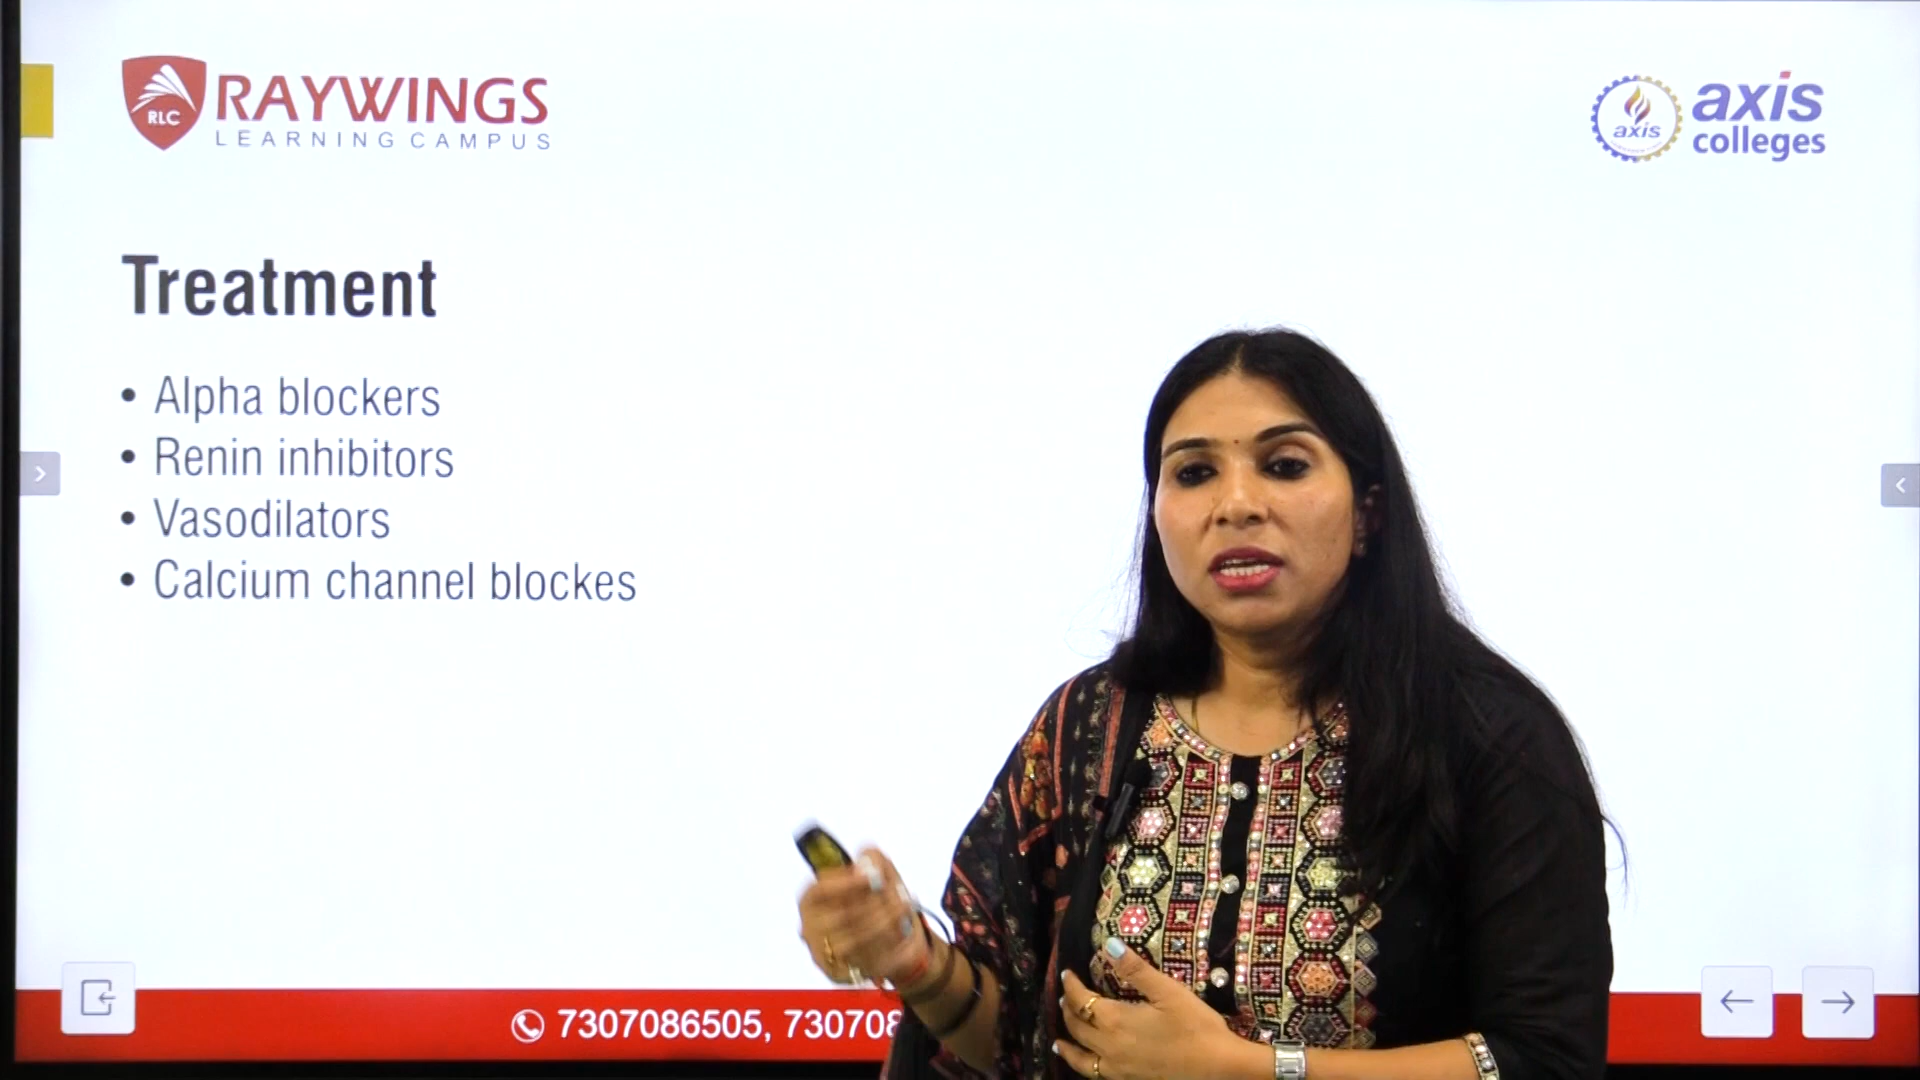 RLC
RAYWINGS
LEARNING CAMPUS
axis
axis
colleges
Treatment
• Alpha blockers
• Renin inhibitors
• Vasodilators
• Calcium channel blockes
7307086505, 730708